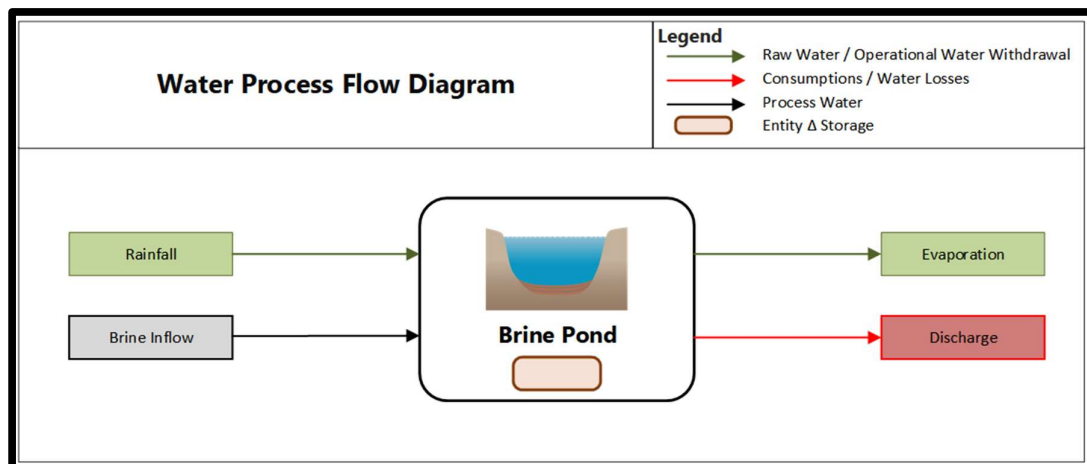 Water Process Flow Diagram
Legend
Raw Water / Operational Water Withdrawal
Consumptions / Water Losses
Process Water
Entity Δ Storage
Rainfall
Brine Inflow
Brine Pond
Evaporation
Discharge